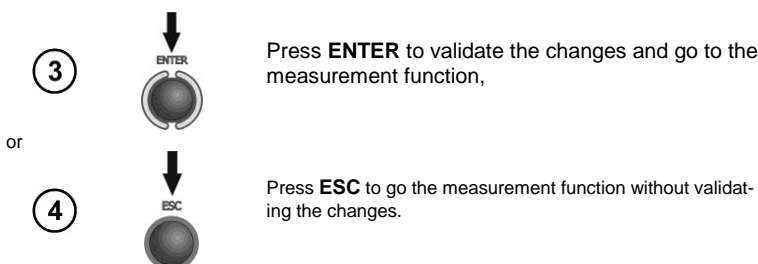 3
ENTER
Press ENTER to validate the changes and go to the
measurement function,
or
4
ESC
Press ESC to go the measurement function without validat-
ing the changes.